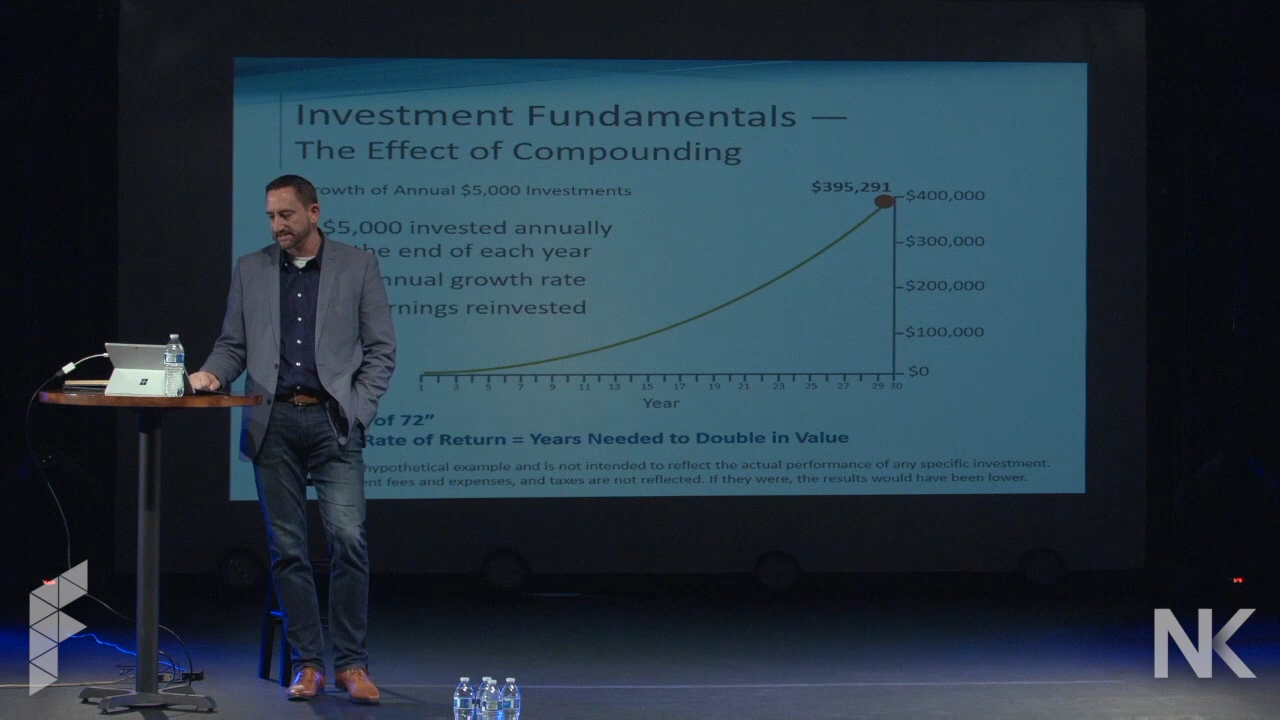 Investment Fundamentals —
The Effect of Compounding
rowth of Annual $5,000 Investments
$5,000 invested annually
the end of each year
nnual growth rate
rnings reinvested
$395,291
$400,000
$300,000
$200,000
$100,000
$0
1 3 5 7 9 11 13 15 17 19 21 23 25 27 29 30
Year
of 72”
Rate of Return = Years Needed to Double in Value
hypothetical example and is not intended to reflect the actual performance of any specific investment.
nt fees and expenses, and taxes are not reflected. If they were, the results would have been lower.
NK